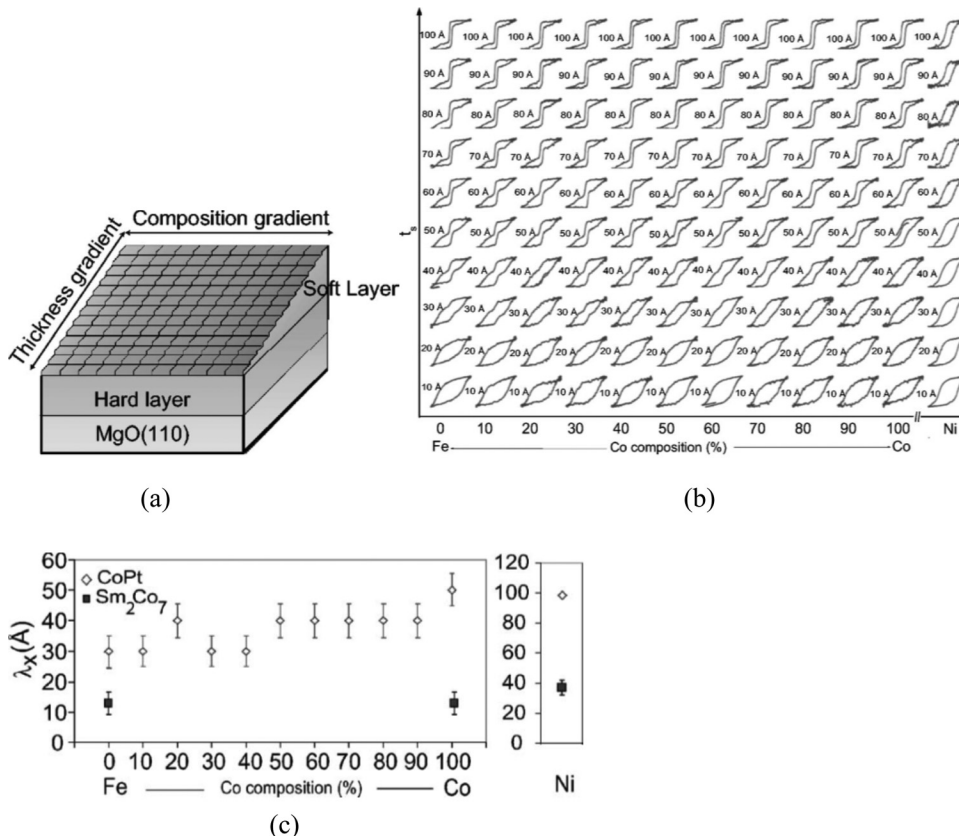 Composition gradient
Thickness gradient
Soft Layer
Hard layer
MgO(110)
(a)
t_s
100 Å 100 Å 100 Å 100 Å 100 Å 100 Å 100 Å 100 Å 100 Å 100 Å 100 Å 100 Å
90 Å 90 Å 90 Å 90 Å 90 Å 90 Å 90 Å 90 Å 90 Å 90 Å 90 Å 90 Å
80 Å 80 Å 80 Å 80 Å 80 Å 80 Å 80 Å 80 Å 80 Å 80 Å 80 Å 80 Å
70 Å 70 Å 70 Å 70 Å 70 Å 70 Å 70 Å 70 Å 70 Å 70 Å 70 Å 70 Å
60 Å 60 Å 60 Å 60 Å 60 Å 60 Å 60 Å 60 Å 60 Å 60 Å 60 Å 60 Å
50 Å 50 Å 50 Å 50 Å 50 Å 50 Å 50 Å 50 Å 50 Å 50 Å 50 Å 50 Å
40 Å 40 Å 40 Å 40 Å 40 Å 40 Å 40 Å 40 Å 40 Å 40 Å 40 Å 40 Å
30 Å 30 Å 30 Å 30 Å 30 Å 30 Å 30 Å 30 Å 30 Å 30 Å 30 Å 30 Å
20 Å 20 Å 20 Å 20 Å 20 Å 20 Å 20 Å 20 Å 20 Å 20 Å 20 Å 20 Å
10 Å 10 Å 10 Å 10 Å 10 Å 10 Å 10 Å 10 Å 10 Å 10 Å 10 Å 10 Å
0 10 20 30 40 50 60 70 80 90 100 Ni
Fe Co composition (%) Co
(b)
λx(Å)
60
50
40
30
20
10
0
CoPt
Sm2Co7
0 10 20 30 40 50 60 70 80 90 100
Fe Co composition (%) Co
120
100
80
60
40
20
0
Ni
(c)